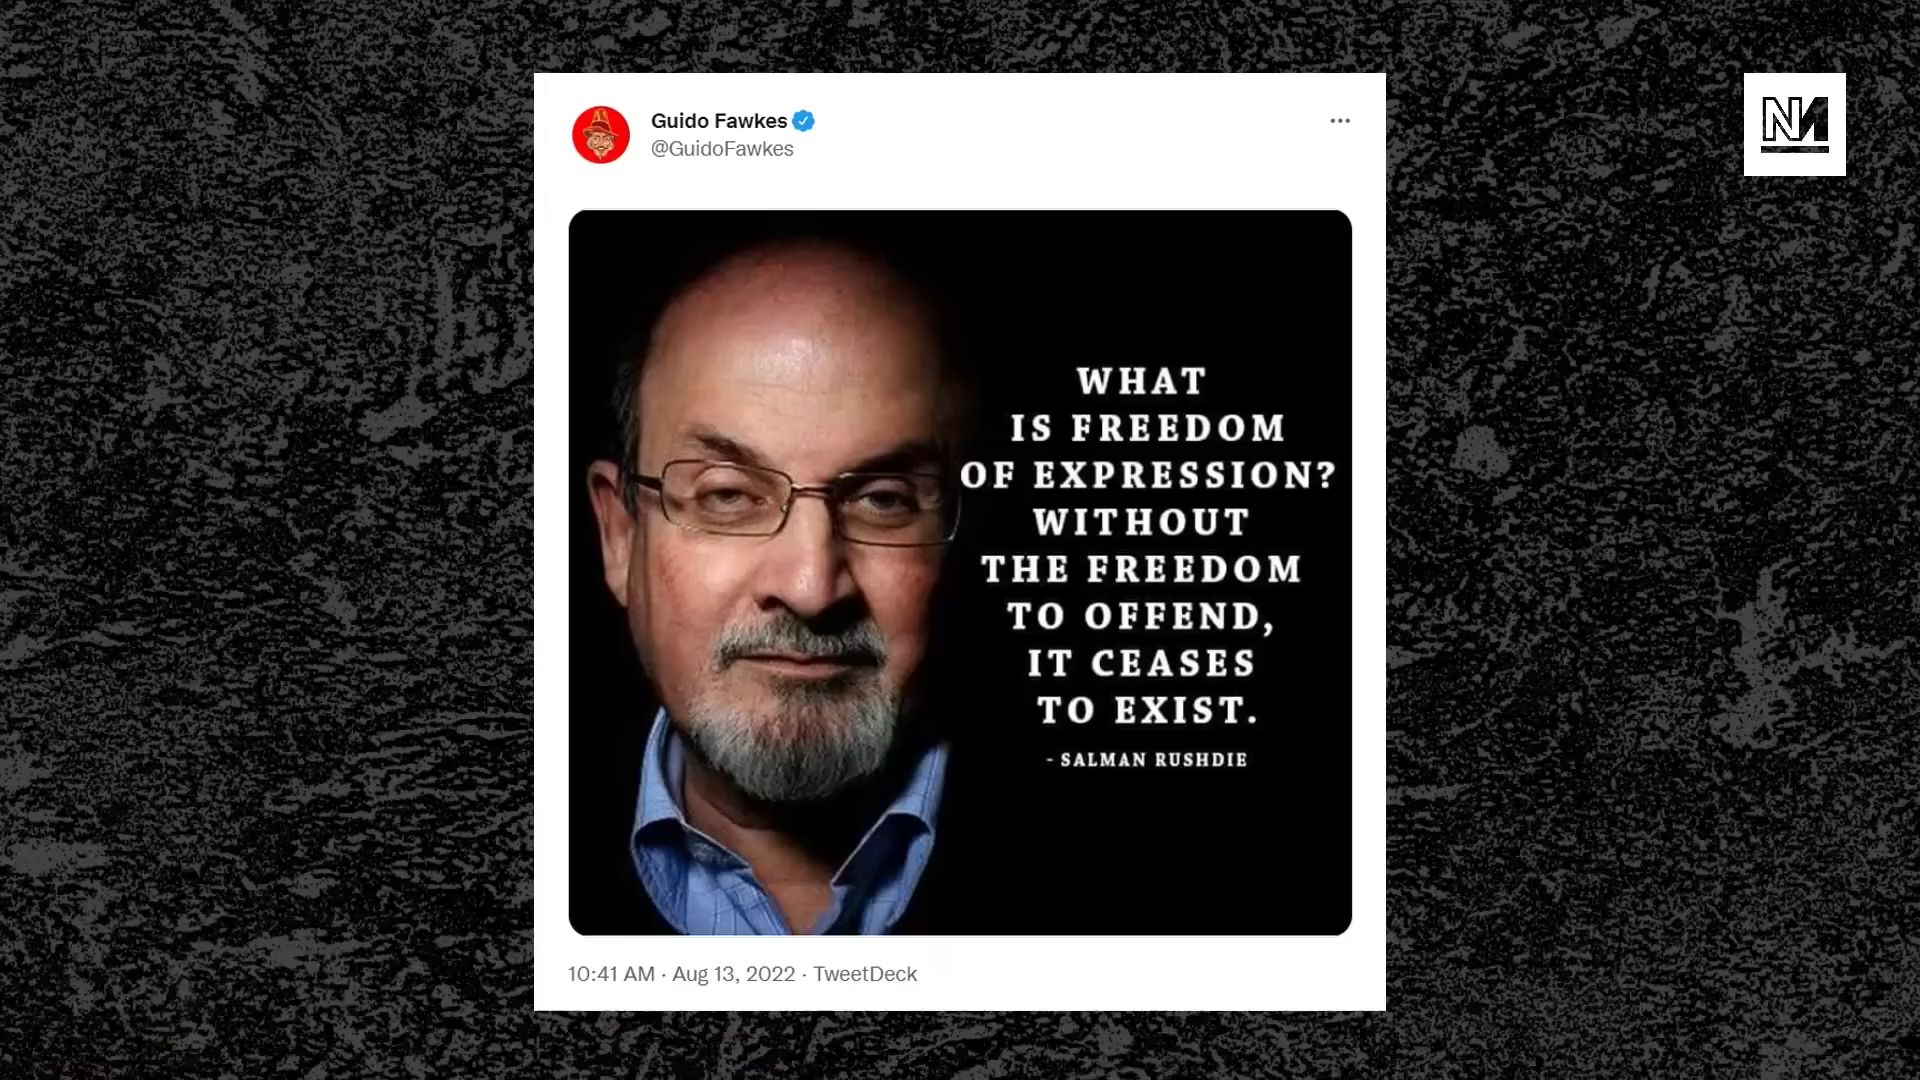 Guido Fawkes
@GuidoFawkes
WHAT
IS FREEDOM
OF EXPRESSION?
WITHOUT
THE FREEDOM
TO OFFEND,
IT CEASES
TO EXIST.
- SALMAN RUSHDIE
10:41 AM · Aug 13, 2022 · TweetDeck
NM